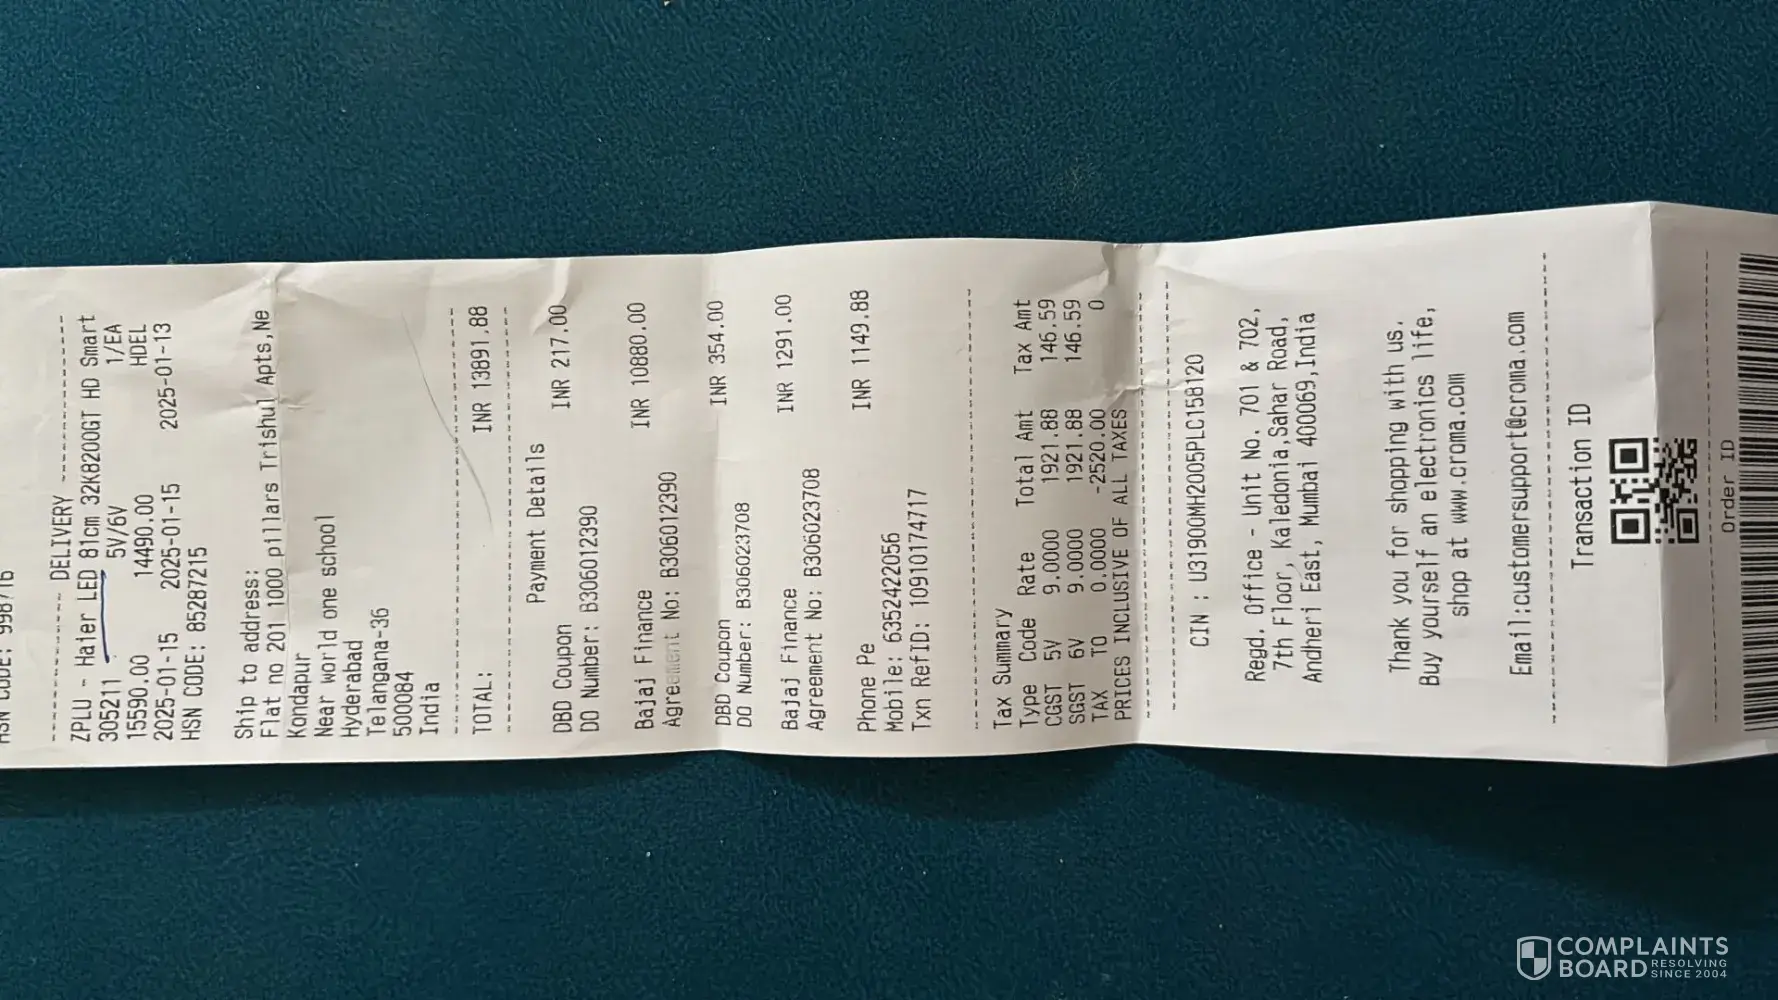 HSN CODE: 998716
DELIVERY
ZPLU - Haier LED 81cm 32K8200GT HD Smart
305211 5V/6V 1/EA
15590.00 14490.00 HDEL
2025-01-15 2025-01-15 2025-01-13
HSN CODE: 85287215
Ship to address:
Flat no 201 1000 pillars Trishul Apts,Ne
Kondapur
Near world one school
Hyderabad
Telangana-36
500084
India
TOTAL: INR 13891.88
Payment Details
DBD Coupon INR 217.00
DO Number: B306012390
Bajaj Finance INR 10880.00
Agreement No: B306012390
DBD Coupon INR 354.00
DO Number: B306023708
Bajaj Finance INR 1291.00
Agreement No: B306023708
Phone Pe INR 1149.88
Mobile: 6352422056
Txn RefID: 109101174717
Tax Summary
Type Code Rate Total Amt Tax Amt
CGST 5V 9.0000 1921.88 146.59
SGST 6V 9.0000 1921.88 146.59
TAX TO 0.0000 -2520.00 0
PRICES INCLUSIVE OF ALL TAXES
CIN : U31900MH2005PLC158120
Regd. Office - Unit No. 701 & 702,
7th Floor, Kaledonia,Sahar Road,
Andheri East, Mumbai 400069,India
Thank you for shopping with us.
Buy yourself an electronics life,
shop at www.croma.com
Email:customersupport@croma.com
Transaction ID
Order ID
COMPLAINTS
BOARD RESOLVING
SINCE 2004